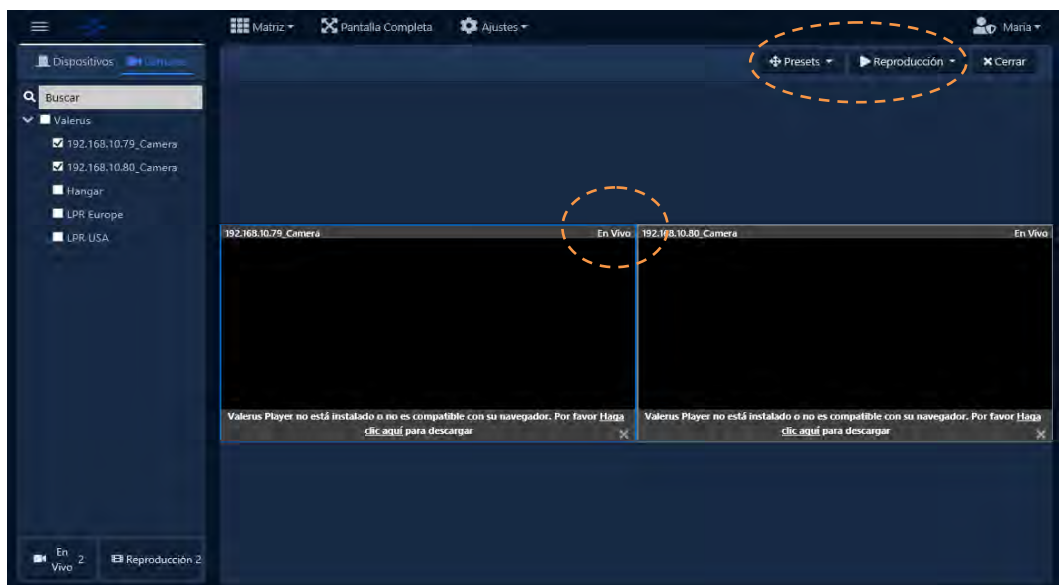 Matriz
Pantalla Completa
Ajustes
Maria
Dispositivos
Presets
Reproducción
Cerrar
Buscar
Valerus
192.168.10.79_Camera
192.168.10.80_Camera
Hangar
LPR Europe
LPR USA
192.168.10.79_Camera En Vivo
192.168.10.80_Camera En Vivo
Valerus Player no está instalado o no es compatible con su navegador. Por favor Haga
clic aquí para descargar
Valerus Player no está instalado o no es compatible con su navegador. Por favor Haga
clic aquí para descargar
En
Vivo 2
Reproducción 2